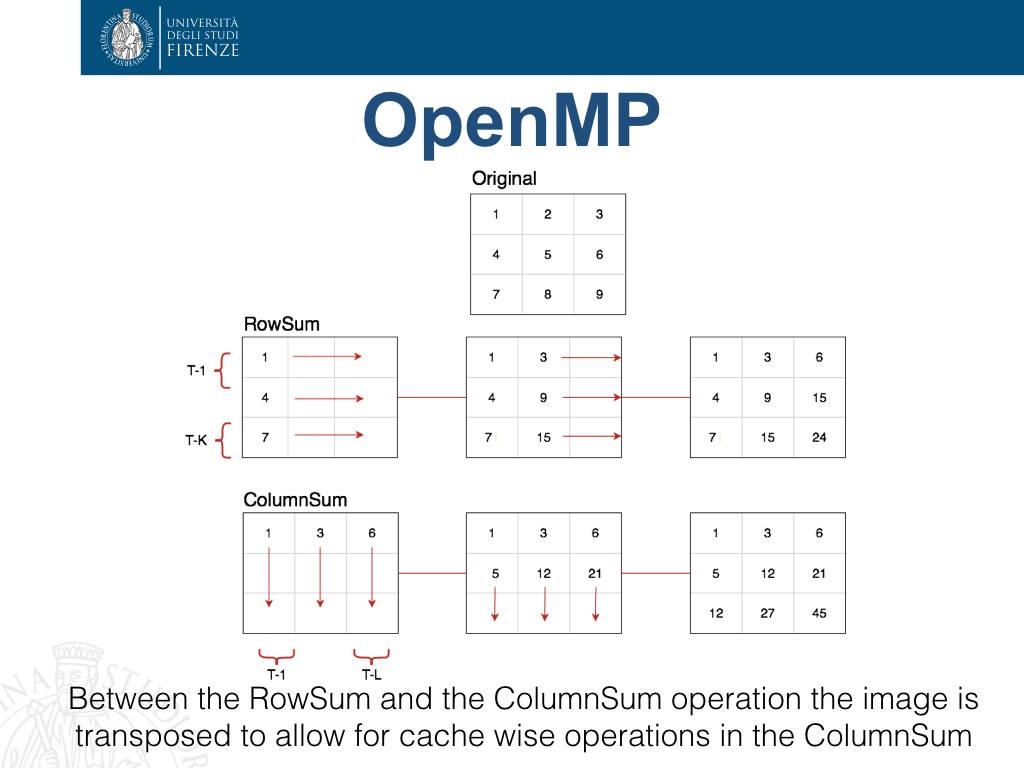 UNIVERSITÀ
DEGLI STUDI
FIRENZE
OpenMP
Original
1 2 3
4 5 6
7 8 9
RowSum
T-1
T-K
1
4
7
1 3
4 9
7 15
1 3 6
4 9 15
7 15 24
ColumnSum
1 3 6
1 3 6
5 12 21
1 3 6
5 12 21
12 27 45
T-1 T-L
Between the RowSum and the ColumnSum operation the image is
transposed to allow for cache wise operations in the ColumnSum